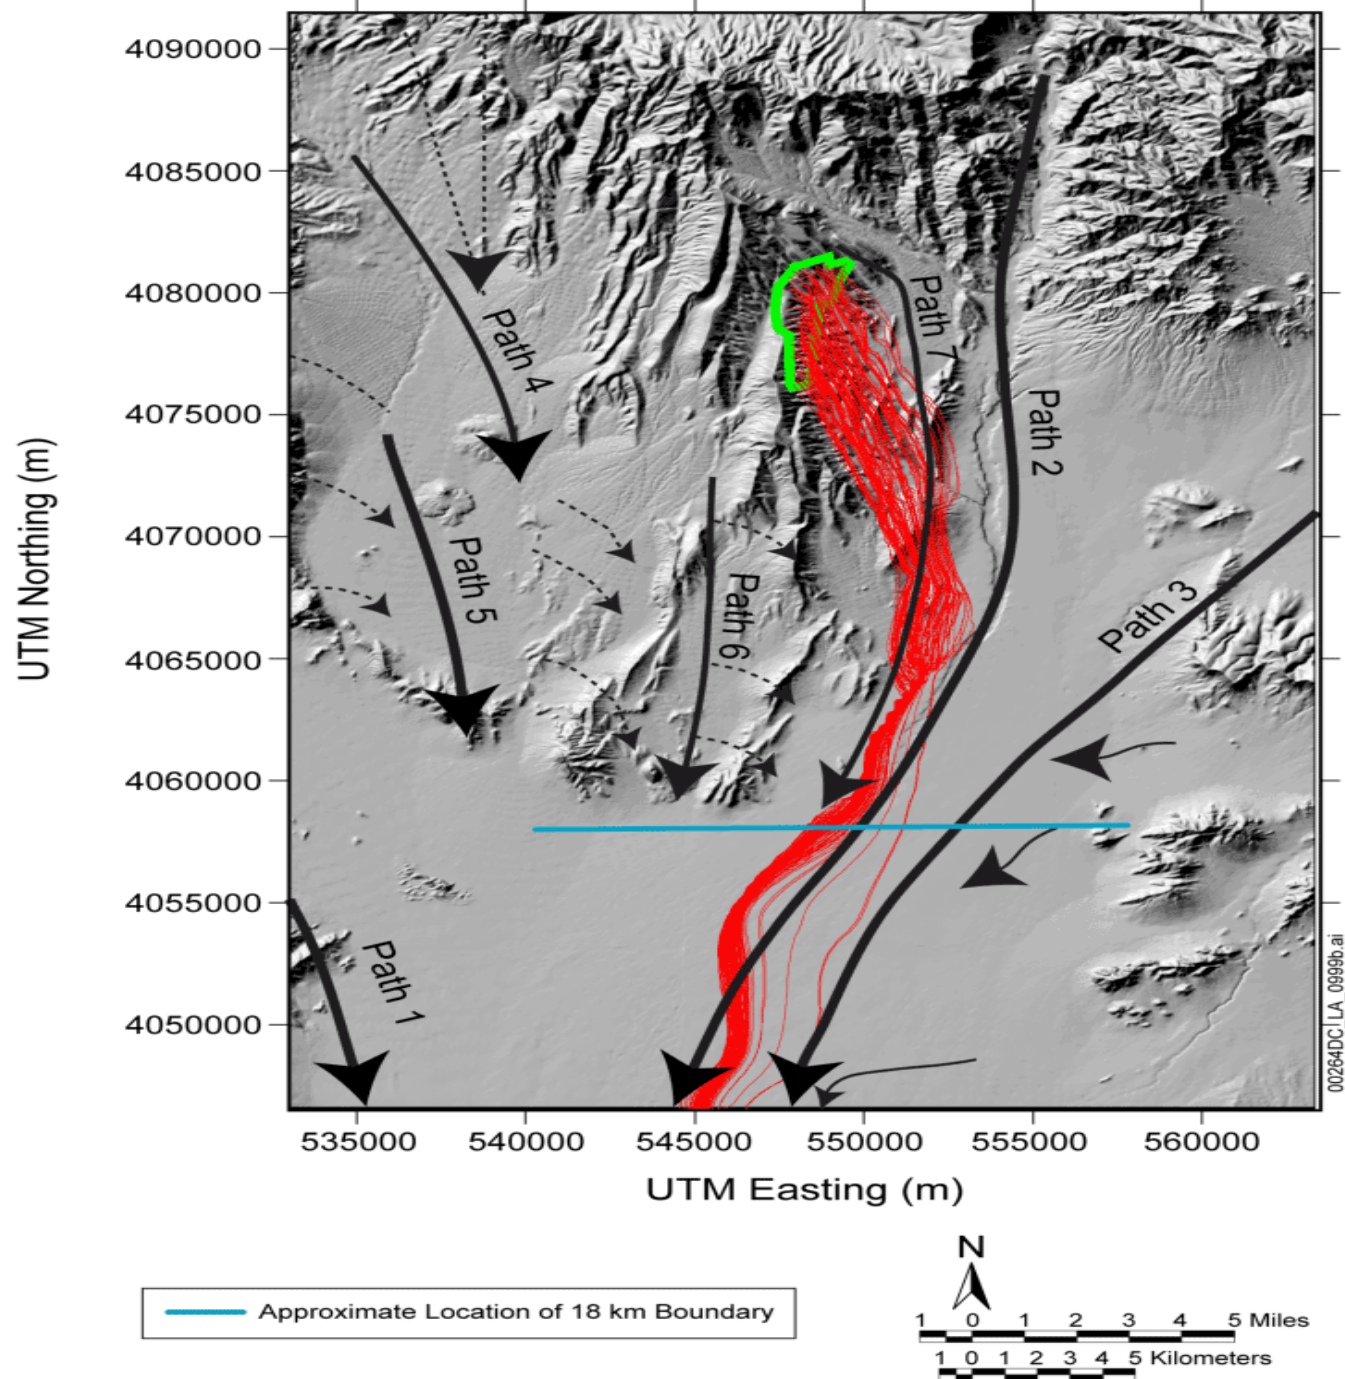 4090000
4085000
4080000
4075000
4070000
4065000
4060000
4055000
4050000
UTM Northing (m)
Path 7
Path 4
Path 2
Path 5
Path 6
Path 3
Path 1
00264DC_LA_0999b.ai
535000 540000 545000 550000 555000 560000
UTM Easting (m)
N
Approximate Location of 18 km Boundary
1 0 1 2 3 4 5 Miles
1 0 1 2 3 4 5 Kilometers